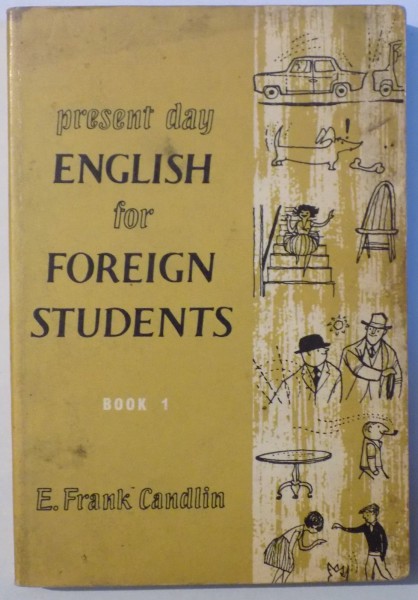 present day
ENGLISH
for
FOREIGN
STUDENTS
BOOK 1
E. Frank Candlin